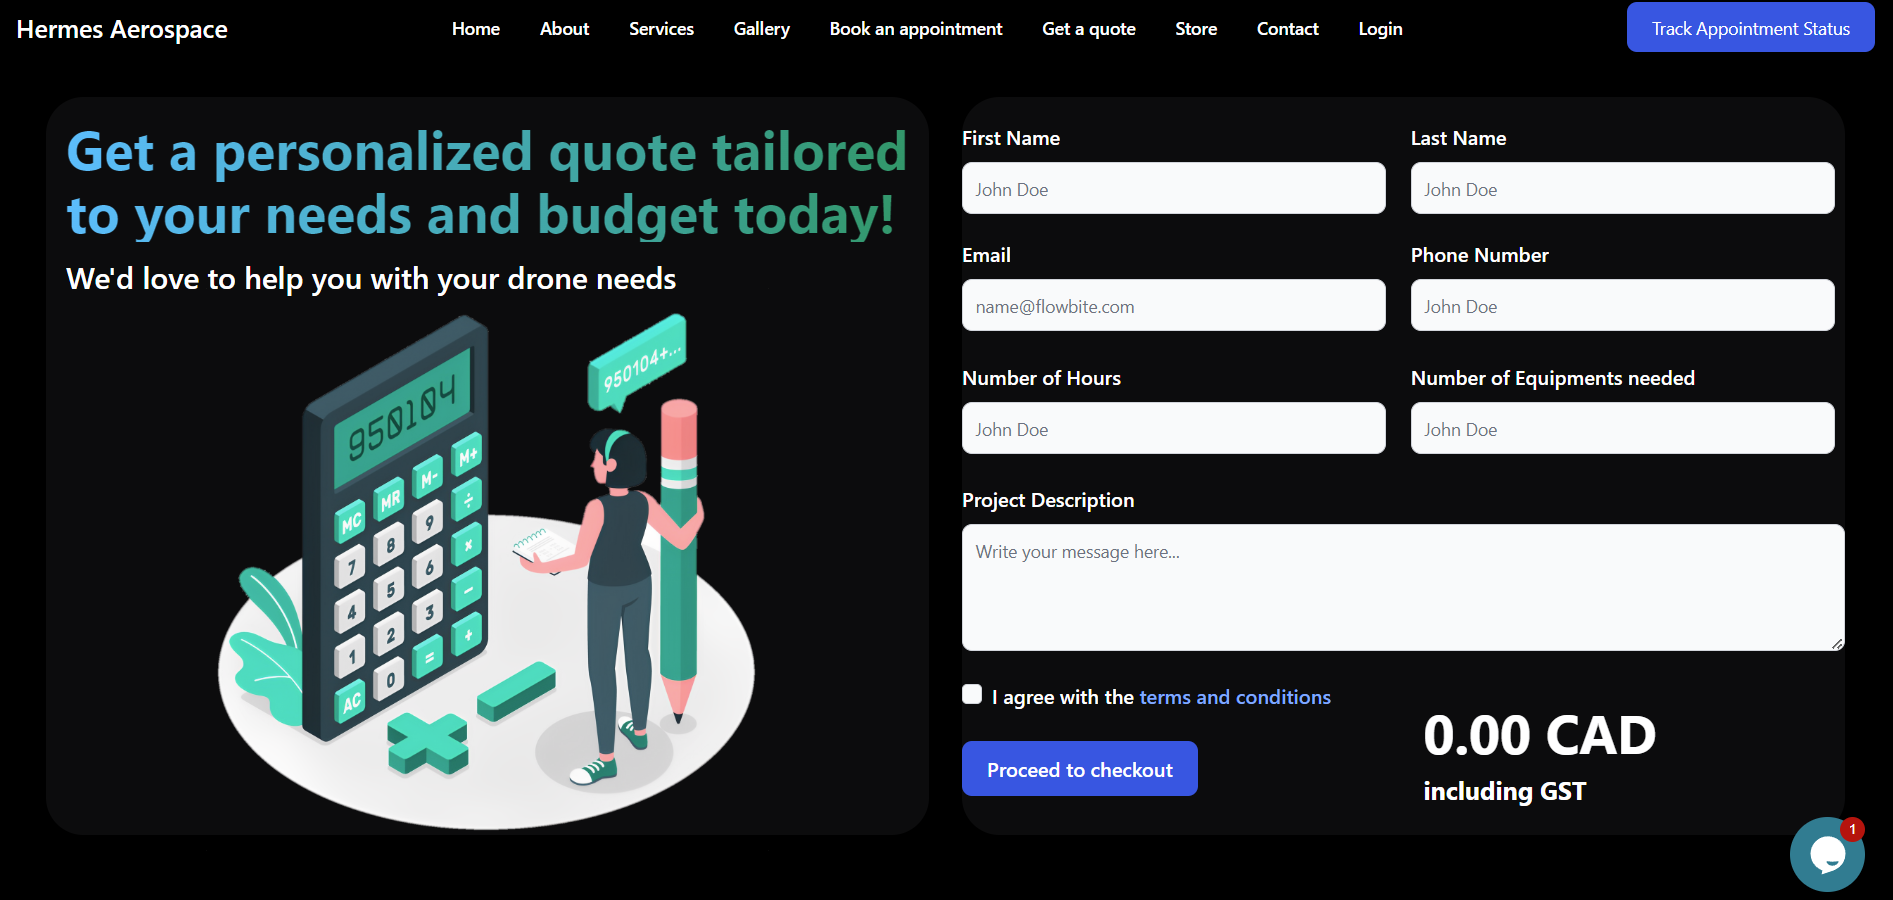 Hermes Aerospace
Home About Services Gallery Book an appointment Get a quote Store Contact Login
Track Appointment Status
Get a personalized quote tailored
to your needs and budget today!
We'd love to help you with your drone needs
950104
950104+...
MC MR M- M+
7 8 9 ÷
4 5 6 x
1 2 3 -
AC 0 = +
First Name Last Name
John Doe John Doe
Email Phone Number
name@flowbite.com John Doe
Number of Hours Number of Equipments needed
John Doe John Doe
Project Description
Write your message here...
I agree with the terms and conditions
Proceed to checkout
0.00 CAD
including GST
1